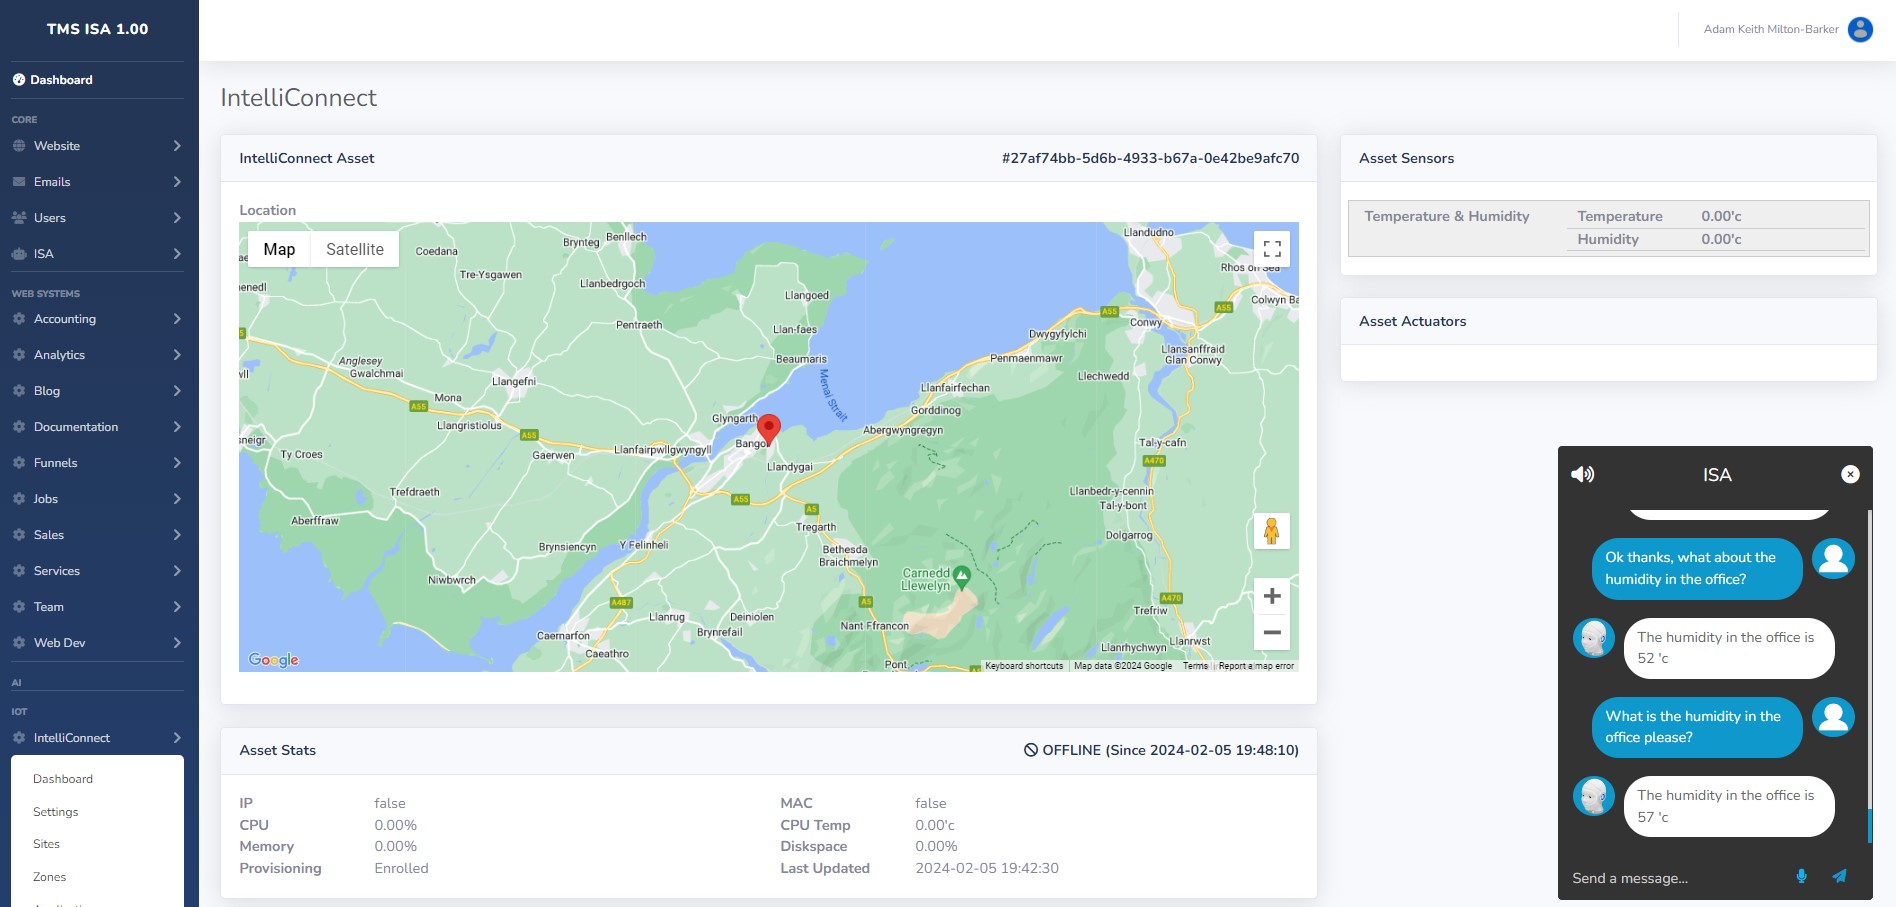 TMS ISA 1.00
Dashboard
CORE
Website
Emails
Users
ISA
WEB SYSTEMS
Accounting
Analytics
Blog
Documentation
Funnels
Jobs
Sales
Services
Team
Web Dev
AI
IOT
IntelliConnect
Dashboard
Settings
Sites
Zones
Adam Keith Milton-Barker
IntelliConnect
IntelliConnect Asset #27af74bb-5d6b-4933-b67a-0e42be9afc70
Location
Map Satellite
Coedana
Brynteg
Benllech
Llandudno
Tre-Ysgawen
Llanbedrgoch
Rhos on Sea
enedl
Llangoed
Colwyn Ba
A55
Pentraeth
Llan-faes
A55
A55
Conwy
Dwygyfylchi
Anglesey
Gwalchmai
Beaumaris
Penmaenmawr
Llansanffraid
Glan Conwy
Llangefni
Menai Strait
Llechwedd
Llanfairfechan
Mona
A55
Gorddinog
Glyngarth
Llangristiolus
A55
Abergwyngregyn
sneigr
Bangor
Tal-y-cafn
Ty Croes
Gaerwen
Llanfairpwllgwyngyll
A470
Llandygai
Trefdraeth
A55
Llanbedr-y-cennin
Tal-y-bont
A5
Aberffraw
Tregarth
Dolgarrog
Brynsiencyn
Y Felinheli
Bethesda
Braichmelyn
Niwbwrch
Carnedd
Llewelyn
A487
A5
A470
Llanrug
Deiniolen
Trefriw
Caernarfon
Brynrefail
Nant Ffrancon
Llanrwst
Caeathro
Llanrhychwyn
Pont
Google
Keyboard shortcuts Map data ©2024 Google Terms Report a map error
Asset Stats OFFLINE (Since 2024-02-05 19:48:10)
IP false MAC false
CPU 0.00% CPU Temp 0.00'c
Memory 0.00% Diskspace 0.00%
Provisioning Enrolled Last Updated 2024-02-05 19:42:30
Asset Sensors
Temperature & Humidity Temperature 0.00'c
Humidity 0.00'c
Asset Actuators
ISA
Ok thanks, what about the
humidity in the office?
The humidity in the office is
52 'c
What is the humidity in the
office please?
The humidity in the office is
57 'c
Send a message...